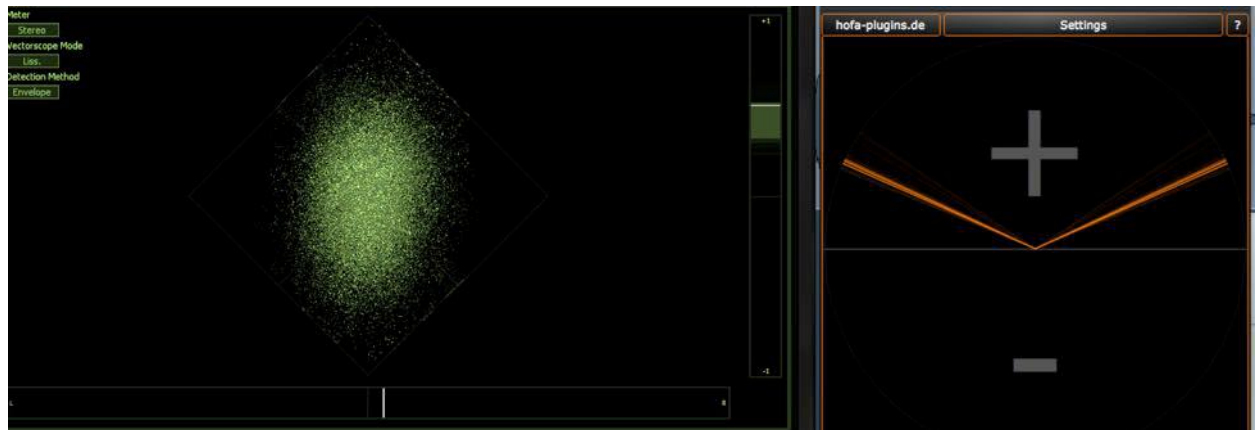 Meter
Stereo
Vectorscope Mode
Liss.
Detection Method
Envelope
+1
-1
R
hofa-plugins.de
Settings
?
+
-